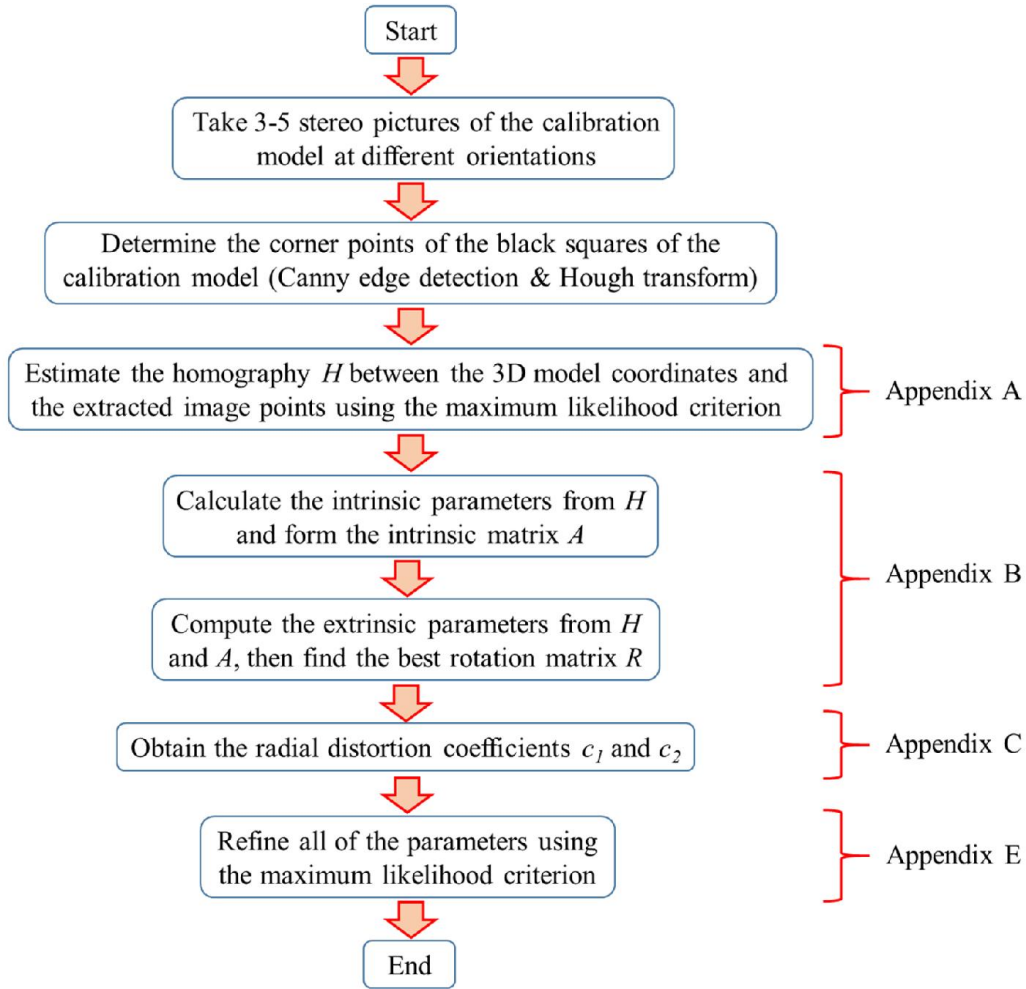 Start
Take 3-5 stereo pictures of the calibration
model at different orientations
Determine the corner points of the black squares of the
calibration model (Canny edge detection & Hough transform)
Estimate the homography H between the 3D model coordinates and
the extracted image points using the maximum likelihood criterion
Appendix A
Calculate the intrinsic parameters from H
and form the intrinsic matrix A
Compute the extrinsic parameters from H
and A, then find the best rotation matrix R
Appendix B
Obtain the radial distortion coefficients c1 and c2
Appendix C
Refine all of the parameters using
the maximum likelihood criterion
Appendix E
End